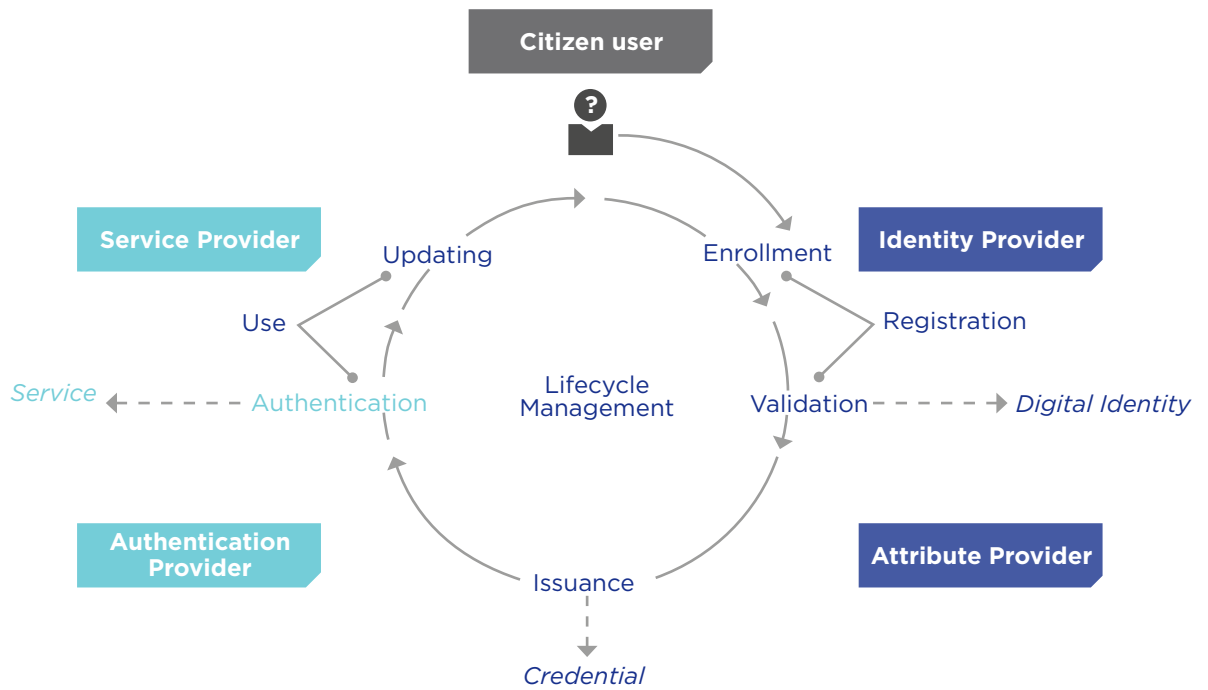 Citizen user
?
Service Provider
Updating
Enrollment
Identity Provider
Use
Registration
Service
Authentication
Lifecycle
Management
Validation
Digital Identity
Authentication
Provider
Attribute Provider
Issuance
Credential